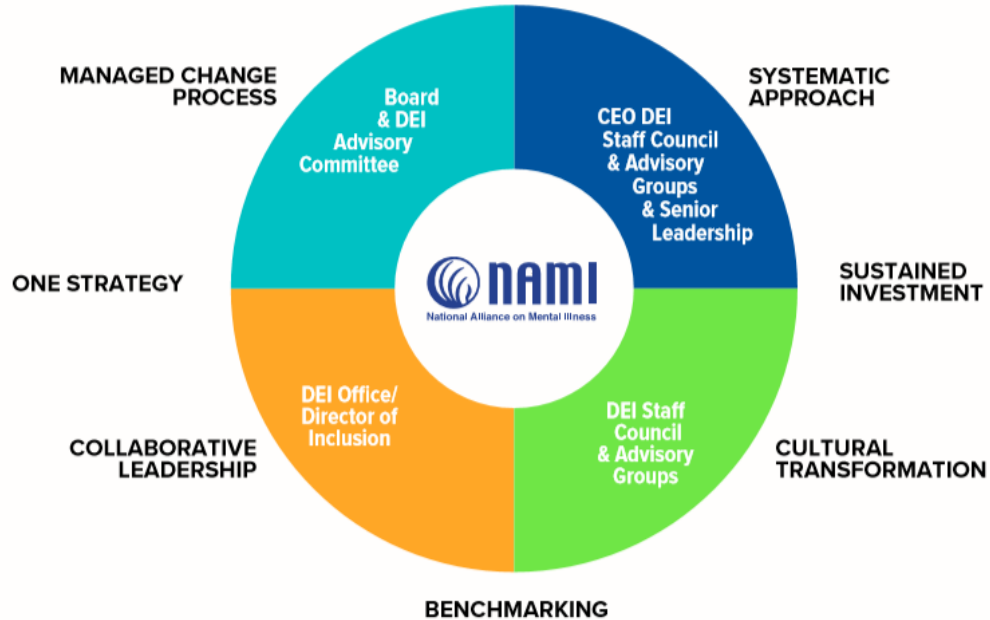 MANAGED CHANGE
PROCESS
SYSTEMATIC
APPROACH
Board
& DEI
Advisory
Committee
CEO DEI
Staff Council
& Advisory
Groups
& Senior
Leadership
ONE STRATEGY
NAMI
National Alliance on Mental Illness
SUSTAINED
INVESTMENT
DEI Office/
Director of
Inclusion
DEI Staff
Council
& Advisory
Groups
COLLABORATIVE
LEADERSHIP
CULTURAL
TRANSFORMATION
BENCHMARKING